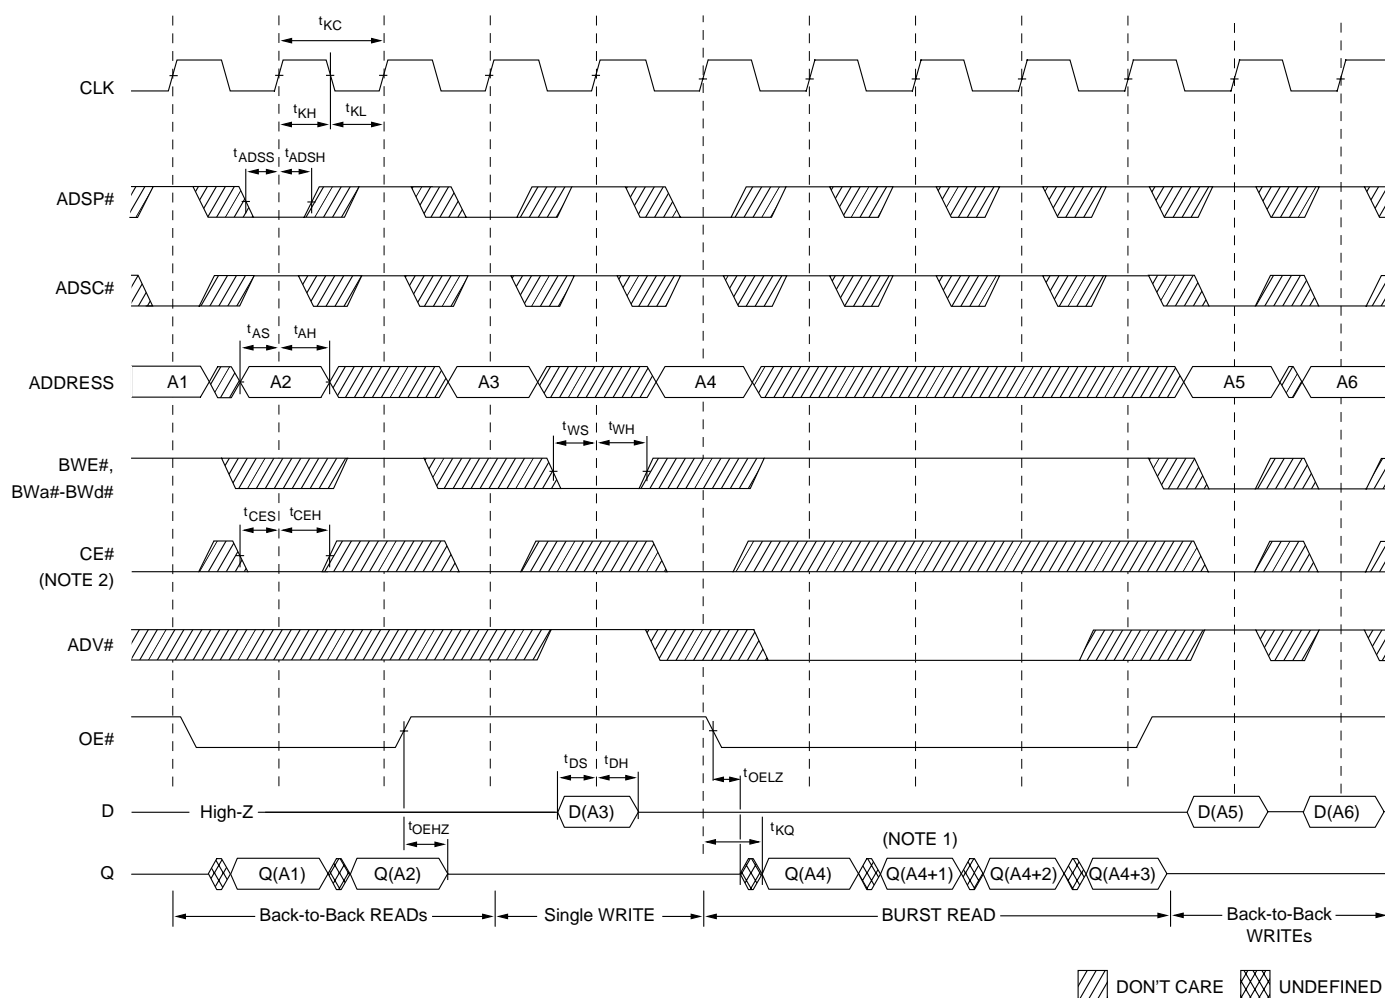 tKC
CLK
tKH
tKL
tADSS
tADSH
ADSP#
ADSC#
tAS
tAH
ADDRESS
A1
A2
A3
A4
A5
A6
tWS
tWH
BWE#,
BWa#-BWd#
tCES
tCEH
CE#
(NOTE 2)
ADV#
OE#
tDS
tDH
tOELZ
D
High-Z
D(A3)
D(A5)
D(A6)
tOEHZ
tKQ
(NOTE 1)
Q
Q(A1)
Q(A2)
Q(A4)
Q(A4+1)
Q(A4+2)
Q(A4+3)
Back-to-Back READs
Single WRITE
BURST READ
Back-to-Back
WRITEs
DON'T CARE
UNDEFINED